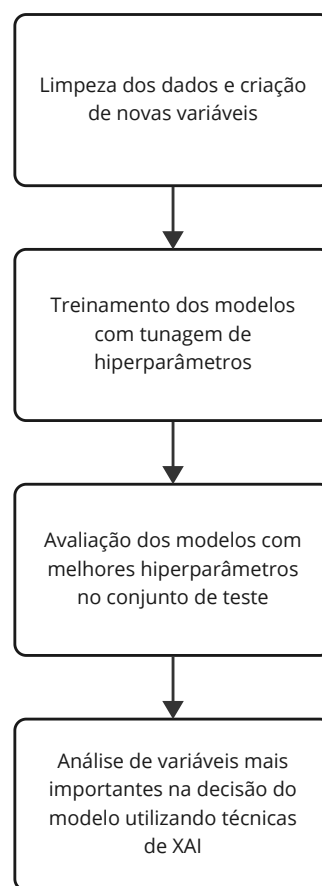 Limpeza dos dados e criação
de novas variáveis
Treinamento dos modelos
com tunagem de
hiperparâmetros
Avaliação dos modelos com
melhores hiperparâmetros
no conjunto de teste
Análise de variáveis mais
importantes na decisão do
modelo utilizando técnicas
de XAI